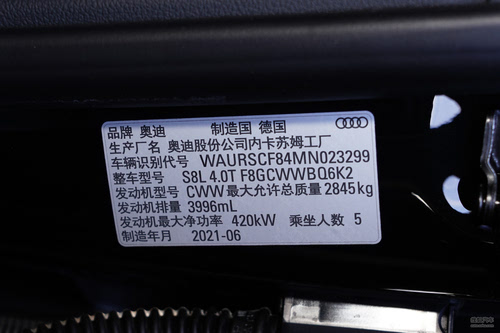 品牌 奥迪 制造国 德国
生产厂名 奥迪股份公司内卡苏姆工厂
车辆识别代号 WAURSCF84MN023299
整车型号 S8L 4.0T F8GCWWBQ6K2
发动机型号 CWW 最大允许总质量 2845kg
发动机排量 3996mL
发动机最大净功率 420kW 乘坐人数 5
制造年月 2021-06